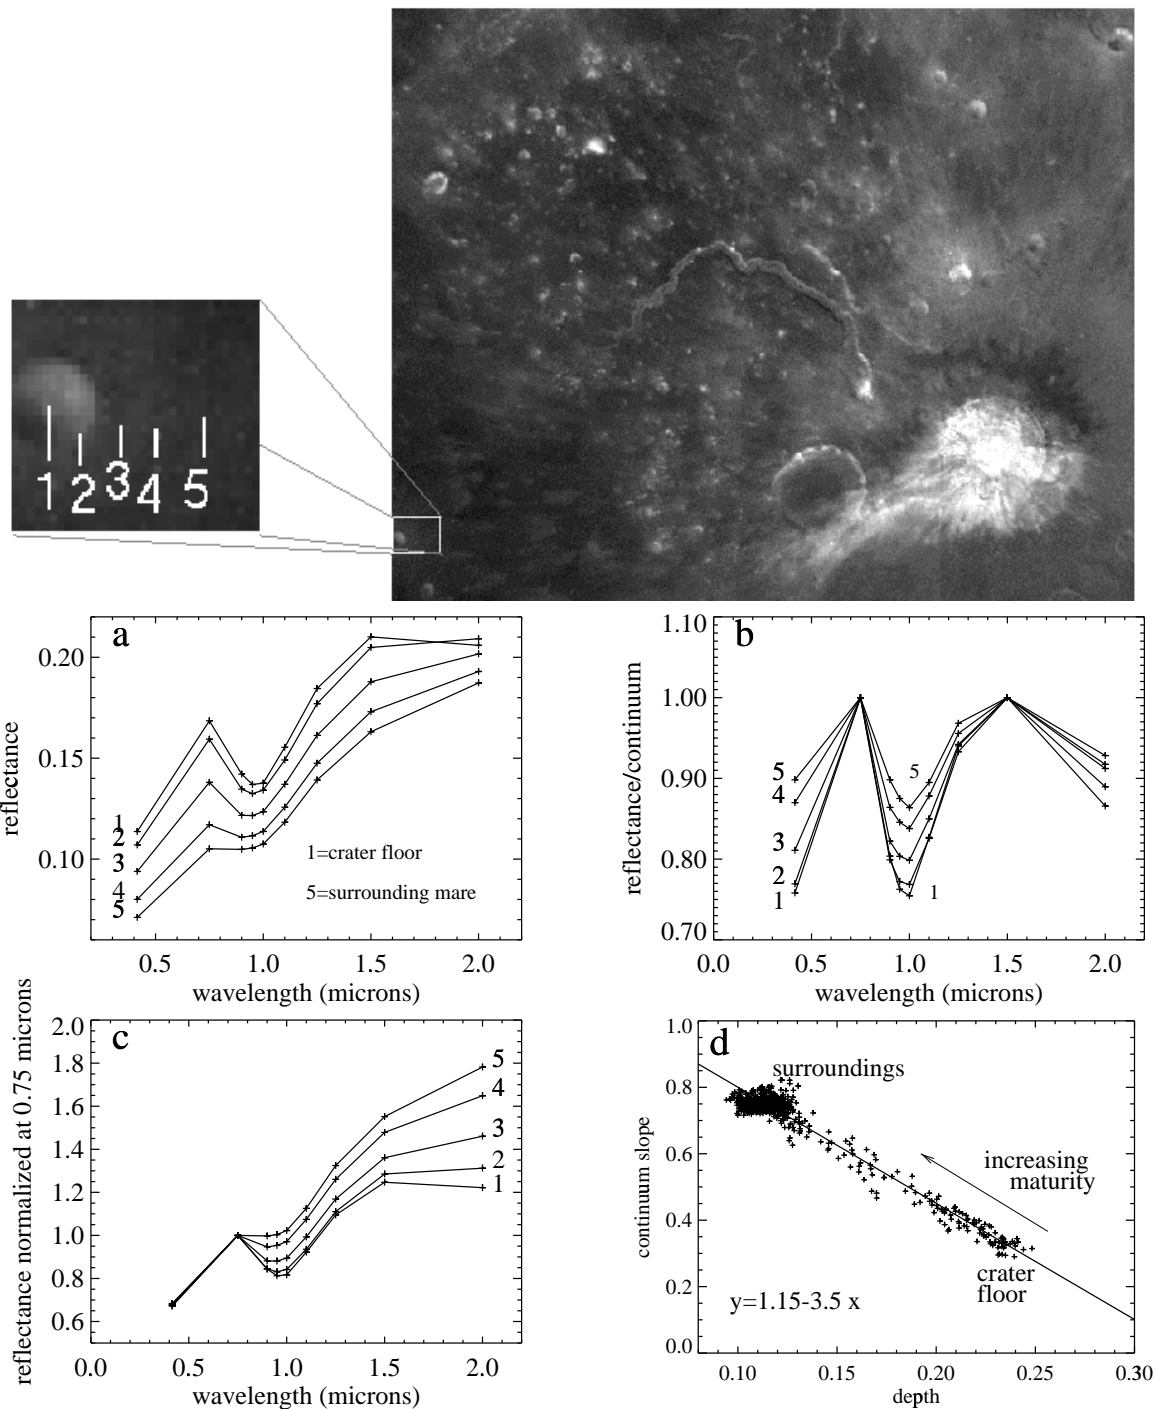 1 2 3 4 5
a
0.20
0.15
0.10
reflectance
1
2
3
4
5
1=crater floor
5=surrounding mare
0.5 1.0 1.5 2.0
wavelength (microns)
b
1.10
1.00
0.90
0.80
0.70
reflectance/continuum
5
4
3
2
1
5
1
0.0 0.5 1.0 1.5 2.0
wavelength (microns)
c
2.0
1.8
1.6
1.4
1.2
1.0
0.8
0.6
reflectance normalized at 0.75 microns
5
4
3
2
1
0.0 0.5 1.0 1.5 2.0
wavelength (microns)
d
1.0
0.8
0.6
0.4
0.2
0.0
continuum slope
surroundings
increasing
maturity
crater
floor
y=1.15-3.5 x
0.10 0.15 0.20 0.25 0.30
depth